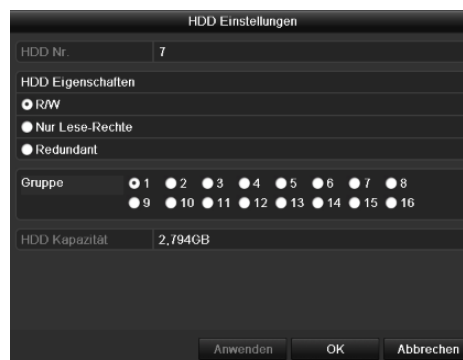 HDD Einstellungen
HDD Nr. 7
HDD Eigenschaften
R/W
Nur Lese-Rechte
Redundant
Gruppe 1 2 3 4 5 6 7 8
9 10 11 12 13 14 15 16
HDD Kapazität 2,794GB
Anwenden OK Abbrechen